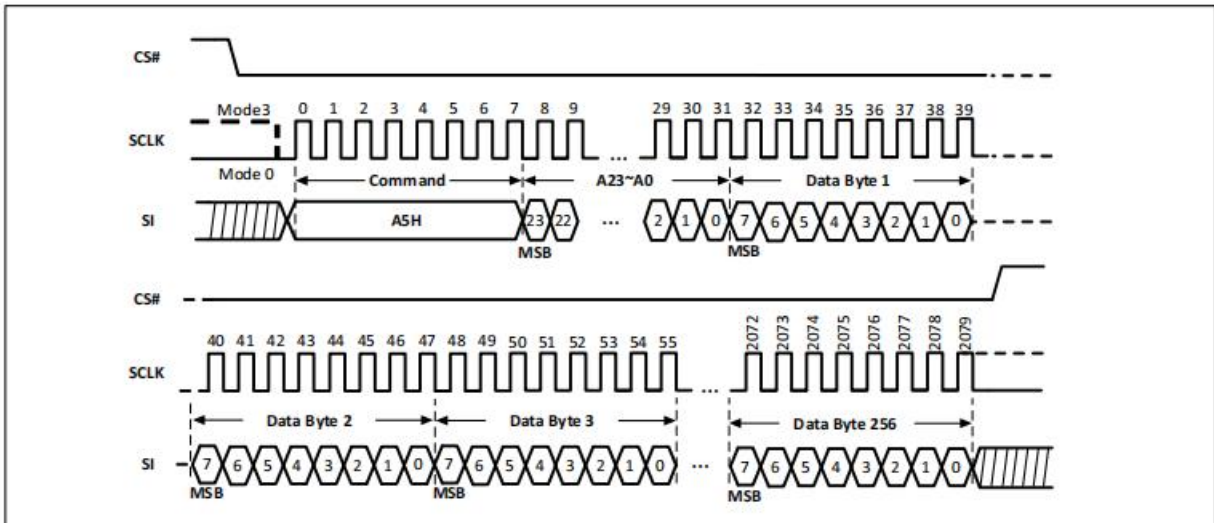 CS#
Mode3 0 1 2 3 4 5 6 7 8 9 29 30 31 32 33 34 35 36 37 38 39
SCLK ...
Mode 0 Command A23~A0 Data Byte 1
SI A5H 23 22 ... 2 1 0 7 6 5 4 3 2 1 0
MSB MSB
CS#
40 41 42 43 44 45 46 47 48 49 50 51 52 53 54 55 2072 2073 2074 2075 2076 2077 2078 2079
SCLK ...
Data Byte 2 Data Byte 3 Data Byte 256
SI 7 6 5 4 3 2 1 0 7 6 5 4 3 2 1 0 ... 7 6 5 4 3 2 1 0
MSB MSB MSB